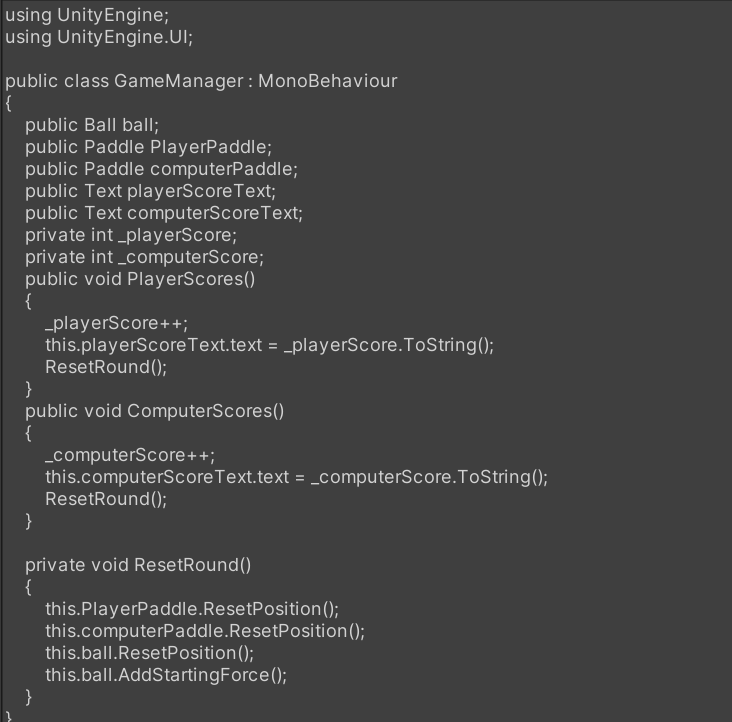 using UnityEngine;
using UnityEngine.UI;

public class GameManager : MonoBehaviour
{
    public Ball ball;
    public Paddle PlayerPaddle;
    public Paddle computerPaddle;
    public Text playerScoreText;
    public Text computerScoreText;
    private int _playerScore;
    private int _computerScore;
    public void PlayerScores()
    {
        _playerScore++;
        this.playerScoreText.text = _playerScore.ToString();
        ResetRound();
    }
    public void ComputerScores()
    {
        _computerScore++;
        this.computerScoreText.text = _computerScore.ToString();
        ResetRound();
    }

    private void ResetRound()
    {
        this.PlayerPaddle.ResetPosition();
        this.computerPaddle.ResetPosition();
        this.ball.ResetPosition();
        this.ball.AddStartingForce();
    }
}